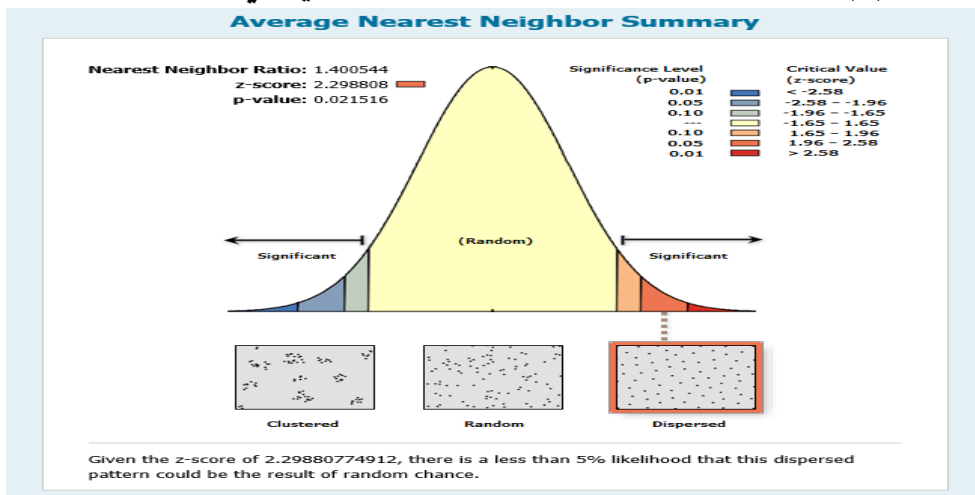 Average Nearest Neighbor Summary
Nearest Neighbor Ratio: 1.400544
z-score: 2.298808
p-value: 0.021516
Significance Level (p-value)
Critical Value (z-score)
0.01 < -2.58
0.05 -2.58 – -1.96
0.10 -1.96 – -1.65
--- -1.65 – 1.65
0.10 1.65 – 1.96
0.05 1.96 – 2.58
0.01 > 2.58
(Random)
Significant
Significant
Clustered
Random
Dispersed
Given the z-score of 2.29880774912, there is a less than 5% likelihood that this dispersed
pattern could be the result of random chance.